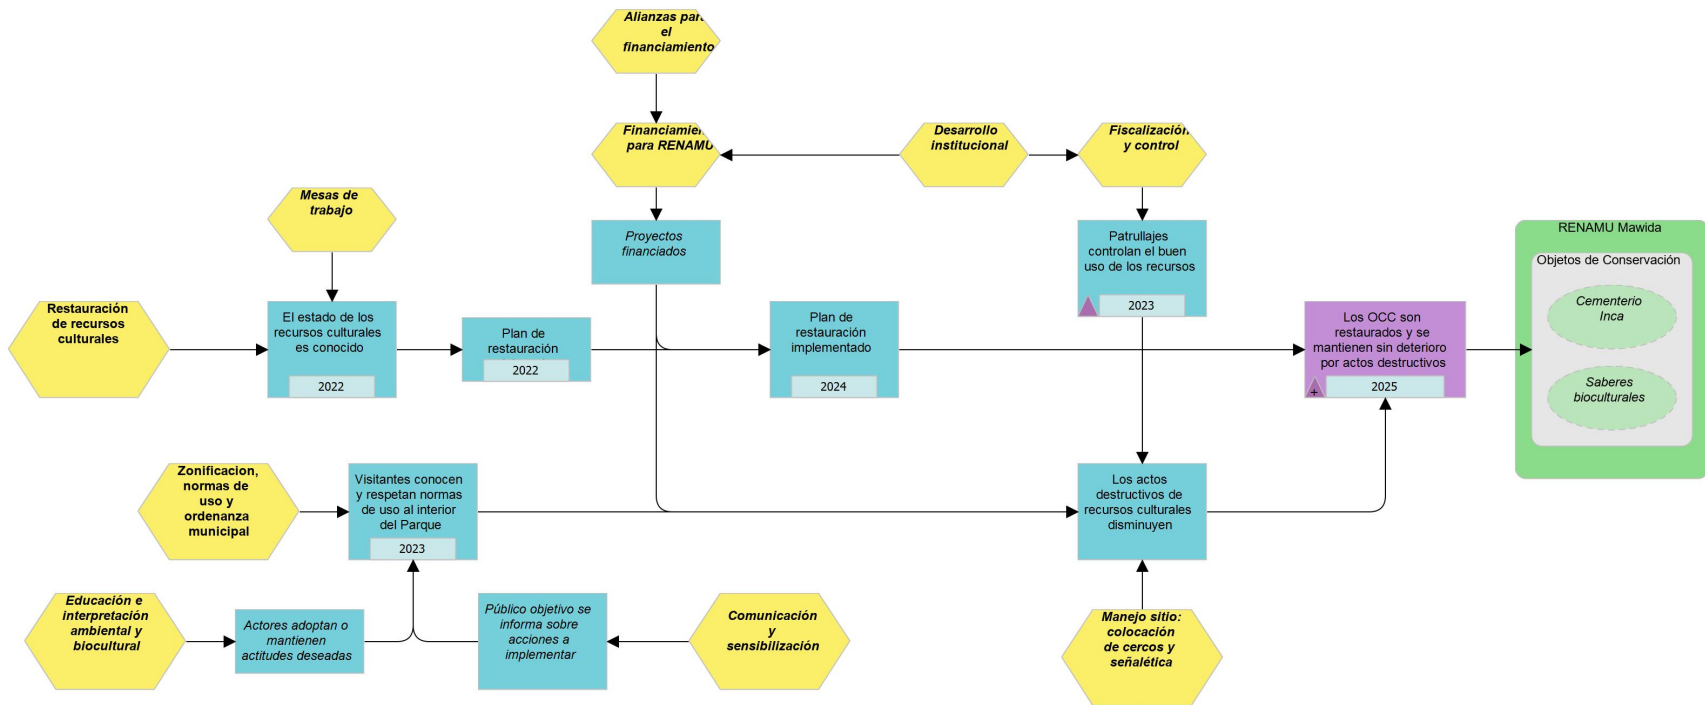 Alianzas para
el
financiamiento
Financiamien
para RENAMU
Desarrollo
institucional
Fiscalización
y control
Mesas de
trabajo
Proyectos
financiados
Patrullajes
controlan el buen
uso de los recursos
2023
RENAMU Mawida
Objetos de Conservación
Cementerio
Inca
Saberes
bioculturales
Restauración
de recursos
culturales
El estado de los
recursos culturales
es conocido
2022
Plan de
restauración
2022
Plan de
restauración
implementado
2024
Los OCC son
restaurados y se
mantienen sin deterioro
por actos destructivos
+
2025
Zonificacion,
normas de
uso y
ordenanza
municipal
Visitantes conocen
y respetan normas
de uso al interior
del Parque
2023
Los actos
destructivos de
recursos culturales
disminuyen
Educación e
interpretación
ambiental y
biocultural
Actores adoptan o
mantienen
actitudes deseadas
Público objetivo se
informa sobre
acciones a
implementar
Comunicación
y
sensibilización
Manejo sitio:
colocación
de cercos y
señalética